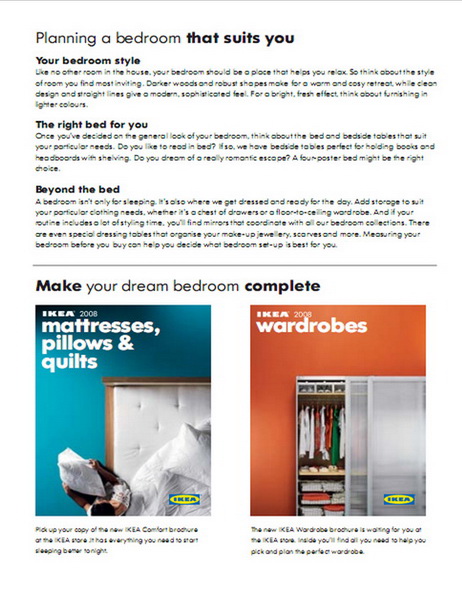 Planning a bedroom that suits you
Your bedroom style
Like no other room in the house, your bedroom should be a place that helps you relax. So think about the style
of room you find most inviting. Darker woods and robust shapes make for a warm and cosy retreat, while clean
design and straight lines give a modern, sophisticated feel. For a bright, fresh effect, think about furnishing in
lighter colours.
The right bed for you
Once you've decided on the general look of your bedroom, think about the bed and bedside tables that suit
your particular needs. Do you like to read in bed? If so, we have bedside tables perfect for holding books and
headboards with shelving. Do you dream of a really romantic escape? A four-poster bed might be the right
choice.
Beyond the bed
A bedroom isn't only for sleeping. It's also where we get dressed and ready for the day. Add storage to suit
your particular clothing needs, whether it's a chest of drawers or a floor-to-ceiling wardrobe. And if your
routine includes a lot of styling time, you'll find mirrors that coordinate with all our bedroom collections. There
are even special dressing tables that organise your make-up jewellery, scarves and more. Measuring your
bedroom before you buy can help you decide what bedroom set-up is best for you.
Make your dream bedroom complete
IKEA 2008
mattresses,
pillows &
quilts
IKEA
Pick up your copy of the new IKEA Comfort brochure
at the IKEA store .It has everything you need to start
sleeping better tonight.
IKEA 2008
wardrobes
IKEA
The new IKEA Wardrobe brochure is waiting for you at
the IKEA store. Inside you'll find all you need to help you
pick and plan the perfect wardrobe.